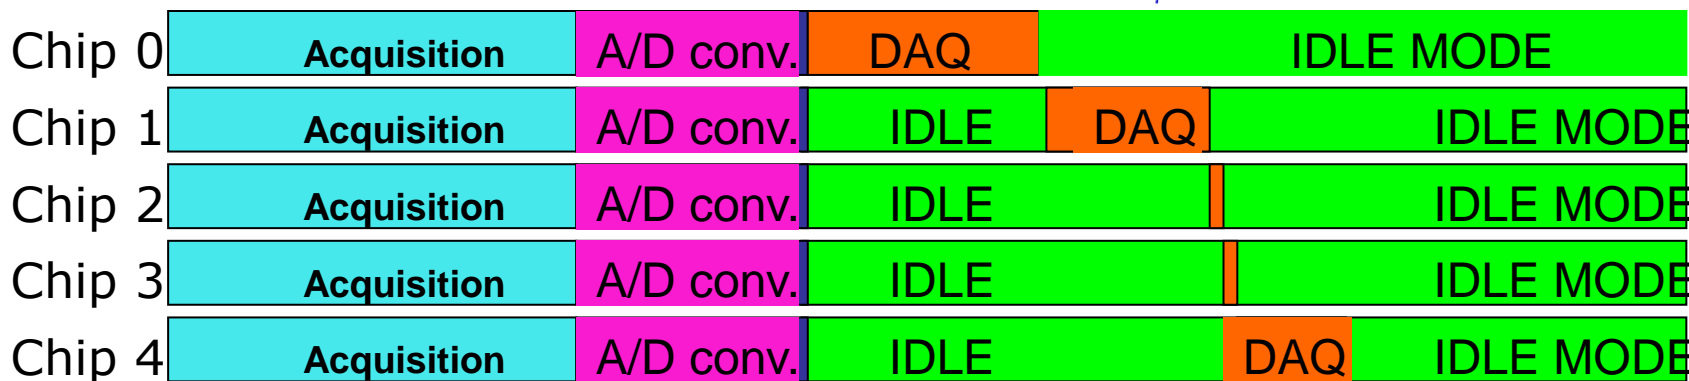 Chip 0 Acquisition A/D conv. DAQ IDLE MODE
Chip 1 Acquisition A/D conv. IDLE DAQ IDLE MODE
Chip 2 Acquisition A/D conv. IDLE IDLE MODE
Chip 3 Acquisition A/D conv. IDLE IDLE MODE
Chip 4 Acquisition A/D conv. IDLE DAQ IDLE MODE